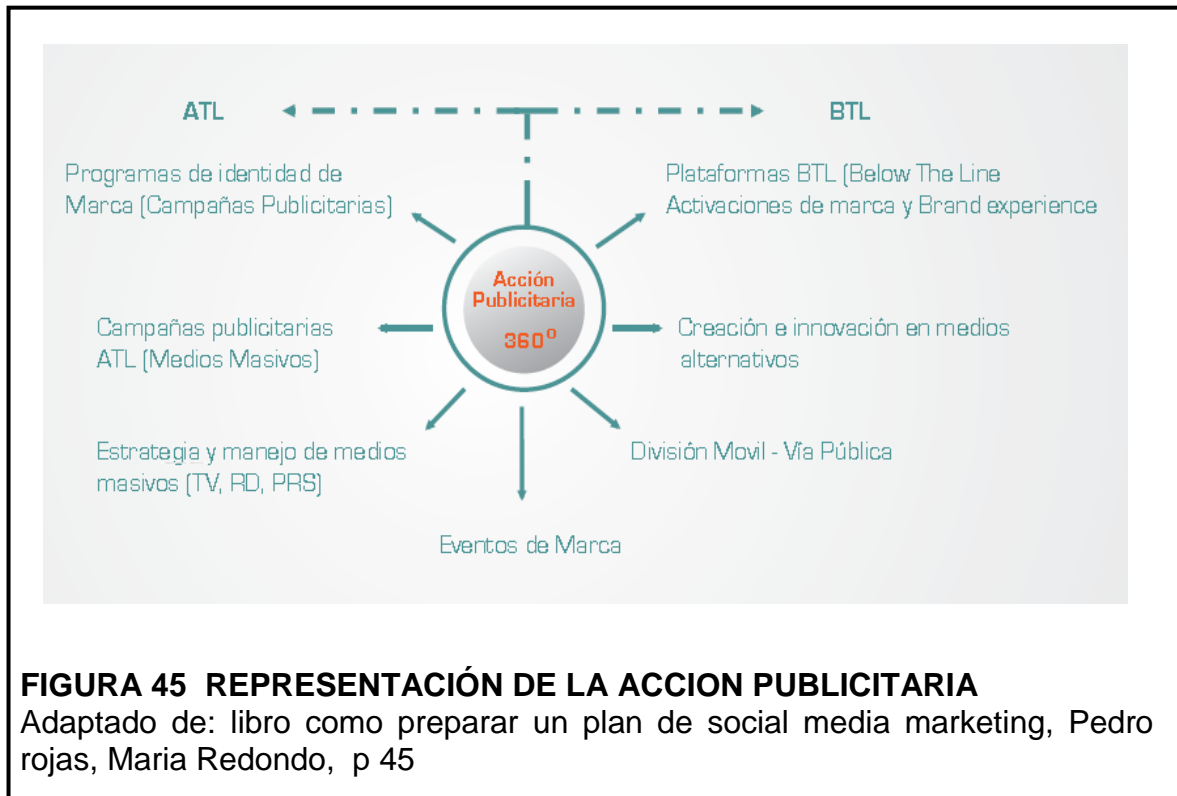 ATL
BTL
Programas de identidad de
Marca (Campañas Publicitarias)
Plataformas BTL (Below The Line
Activaciones de marca y Brand experience
Acción
Publicitaria
360º
Campañas publicitarias
ATL (Medios Masivos)
Creación e innovación en medios
alternativos
Estrategia y manejo de medios
masivos (TV, RD, PRS)
División Movil - Vía Pública
Eventos de Marca
FIGURA 45 REPRESENTACIÓN DE LA ACCION PUBLICITARIA
Adaptado de: libro como preparar un plan de social media marketing, Pedro
rojas, Maria Redondo, p 45